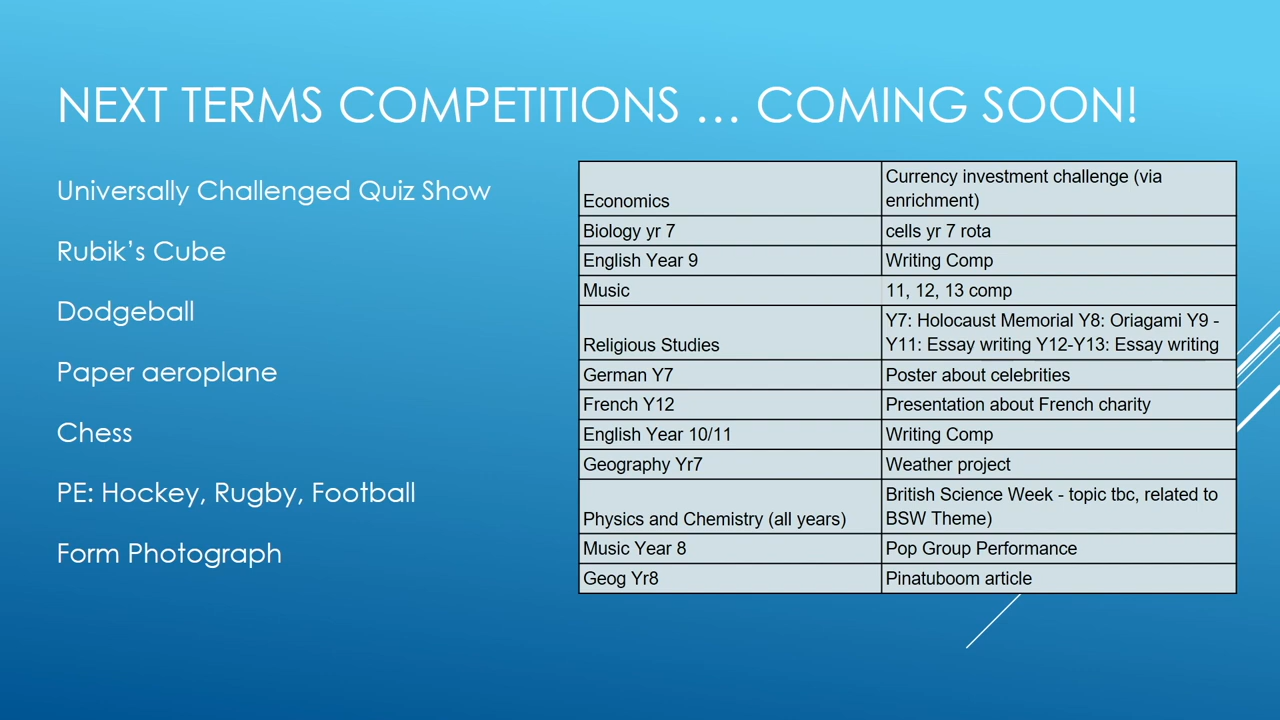 NEXT TERMS COMPETITIONS … COMING SOON!
Universally Challenged Quiz Show
Rubik’s Cube
Dodgeball
Paper aeroplane
Chess
PE: Hockey, Rugby, Football
Form Photograph
Economics
Currency investment challenge (via
enrichment)
Biology yr 7
cells yr 7 rota
English Year 9
Writing Comp
Music
11, 12, 13 comp
Religious Studies
Y7: Holocaust Memorial Y8: Oriagami Y9 -
Y11: Essay writing Y12-Y13: Essay writing
German Y7
Poster about celebrities
French Y12
Presentation about French charity
English Year 10/11
Writing Comp
Geography Yr7
Weather project
Physics and Chemistry (all years)
British Science Week - topic tbc, related to
BSW Theme)
Music Year 8
Pop Group Performance
Geog Yr8
Pinatuboom article